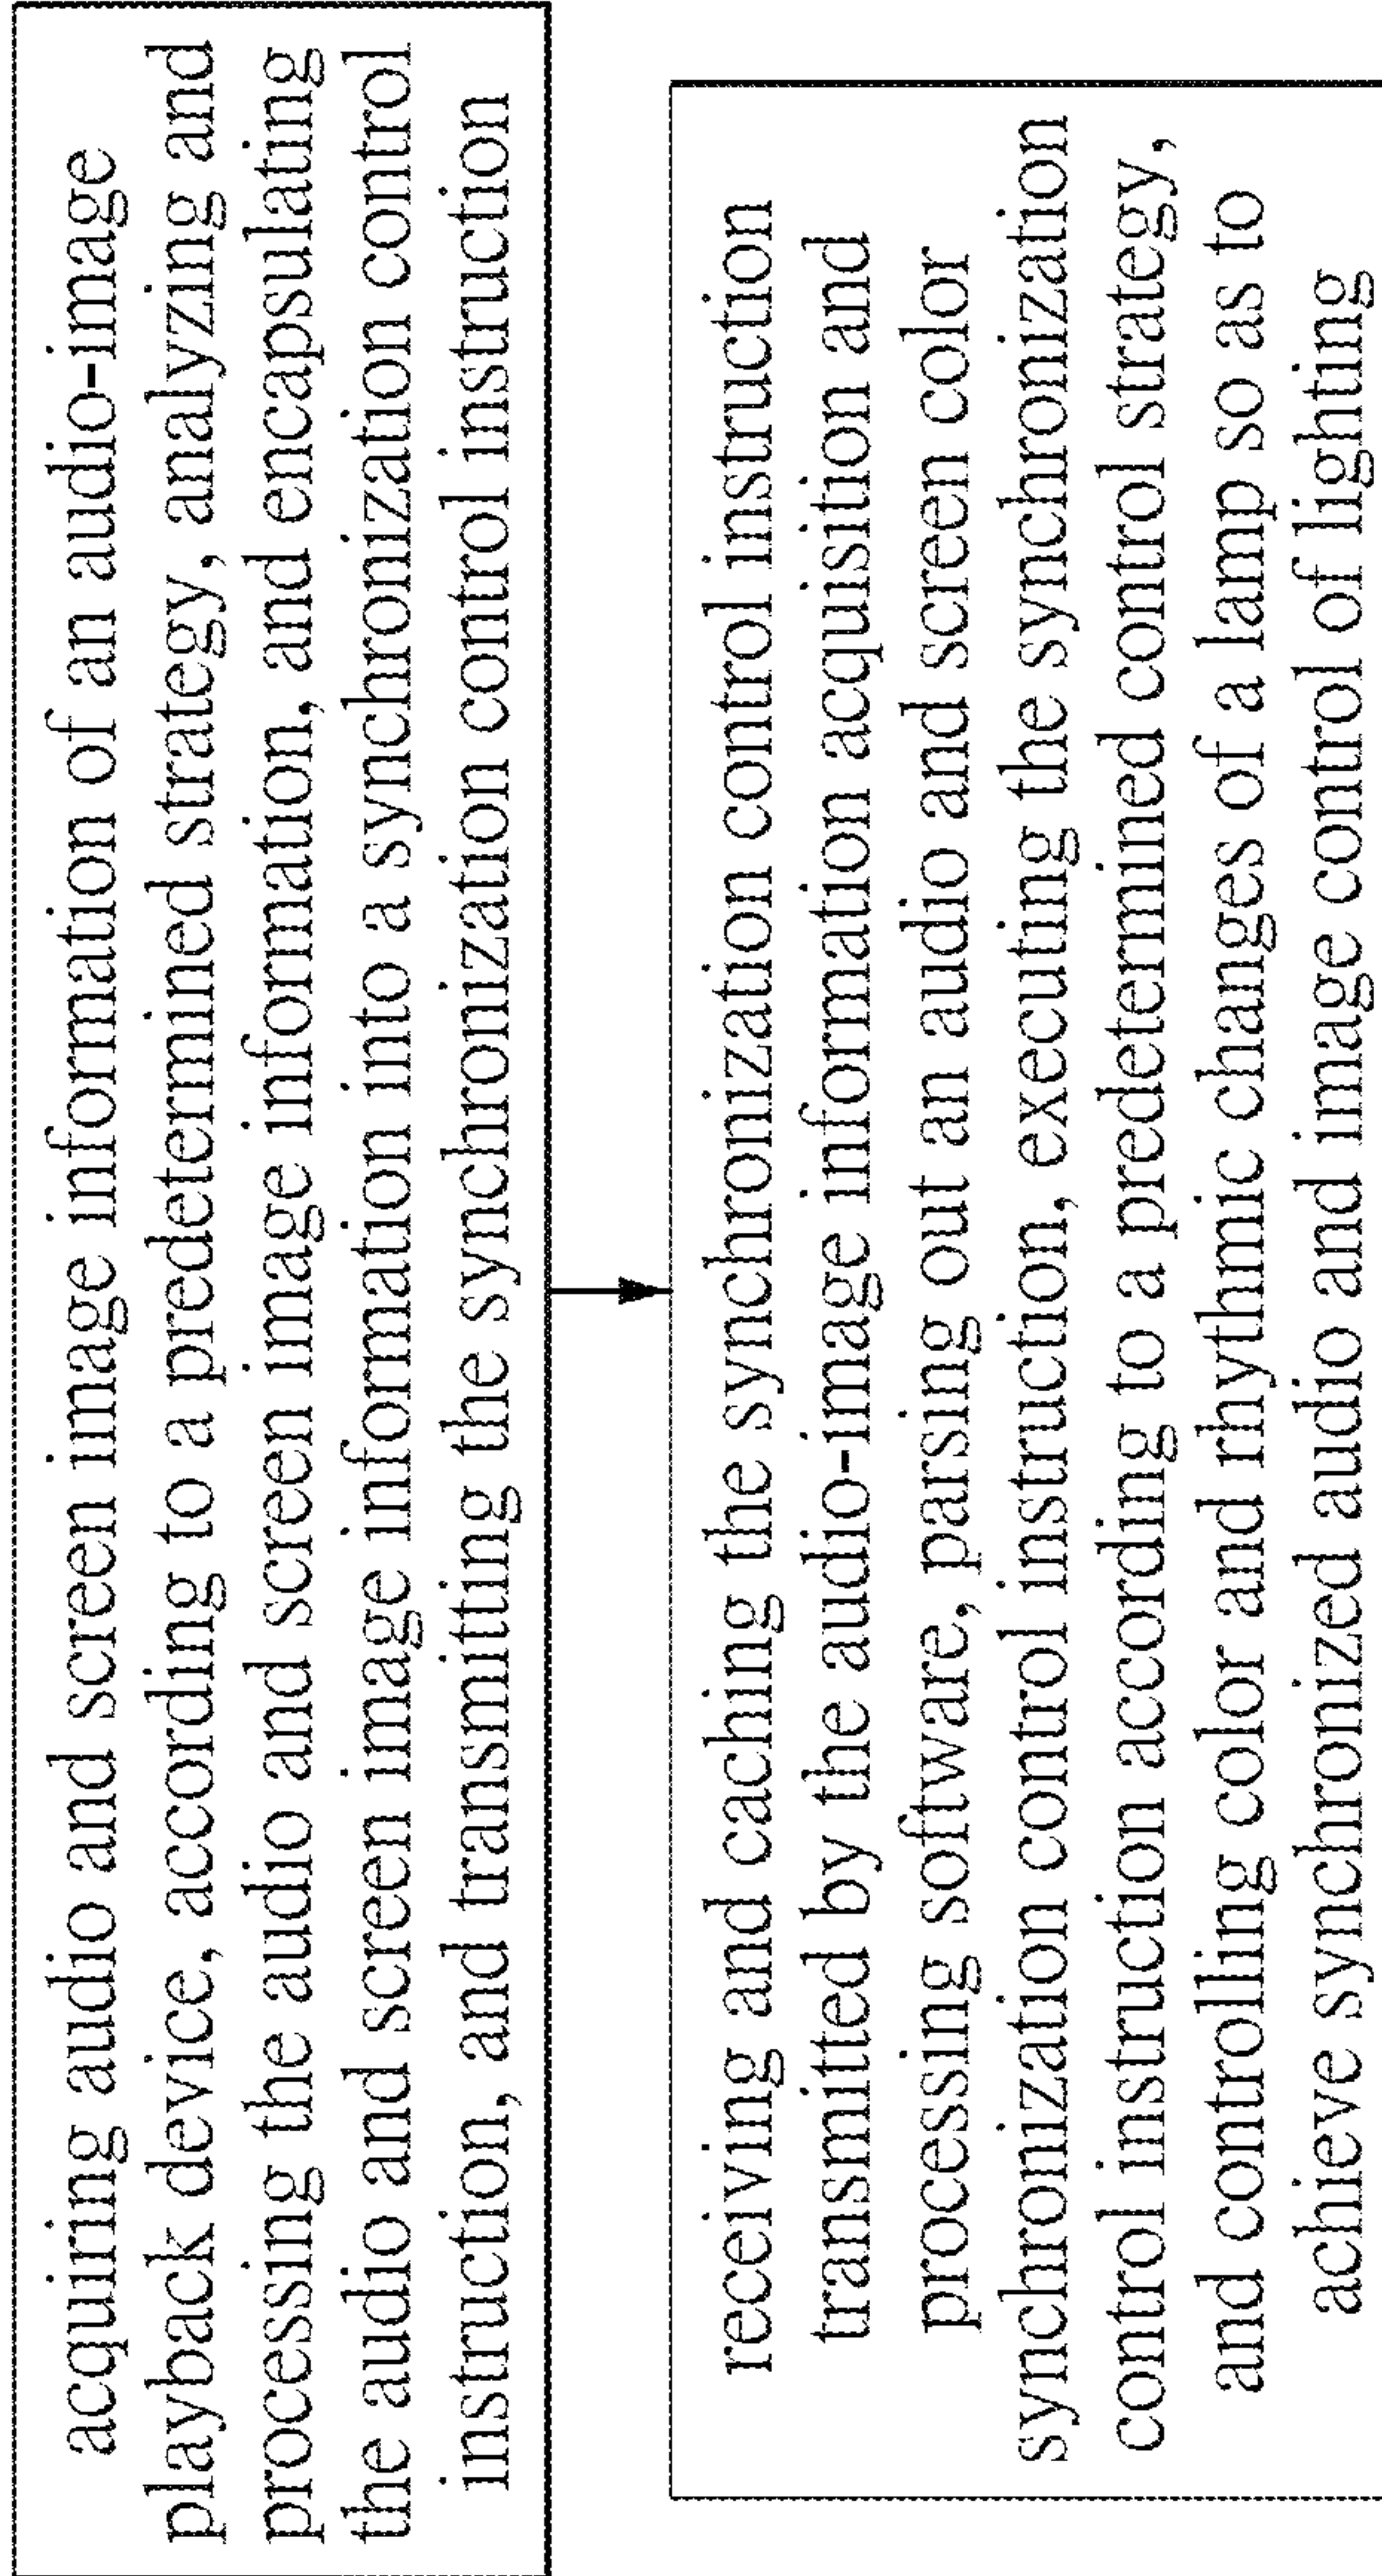 acquiring audio and screen image information of an audio-image
playback device, according to a predetermined strategy, analyzing and
processing the audio and screen image information, and encapsulating
the audio and screen image information into a synchronization control
instruction, and transmitting the synchronization control instruction
receiving and caching the synchronization control instruction
transmitted by the audio-image information acquisition and
processing software, parsing out an audio and screen color
synchronization control instruction, executing the synchronization
control instruction according to a predetermined control strategy,
and controlling color and rhythmic changes of a lamp so as to
achieve synchronized audio and image control of lighting